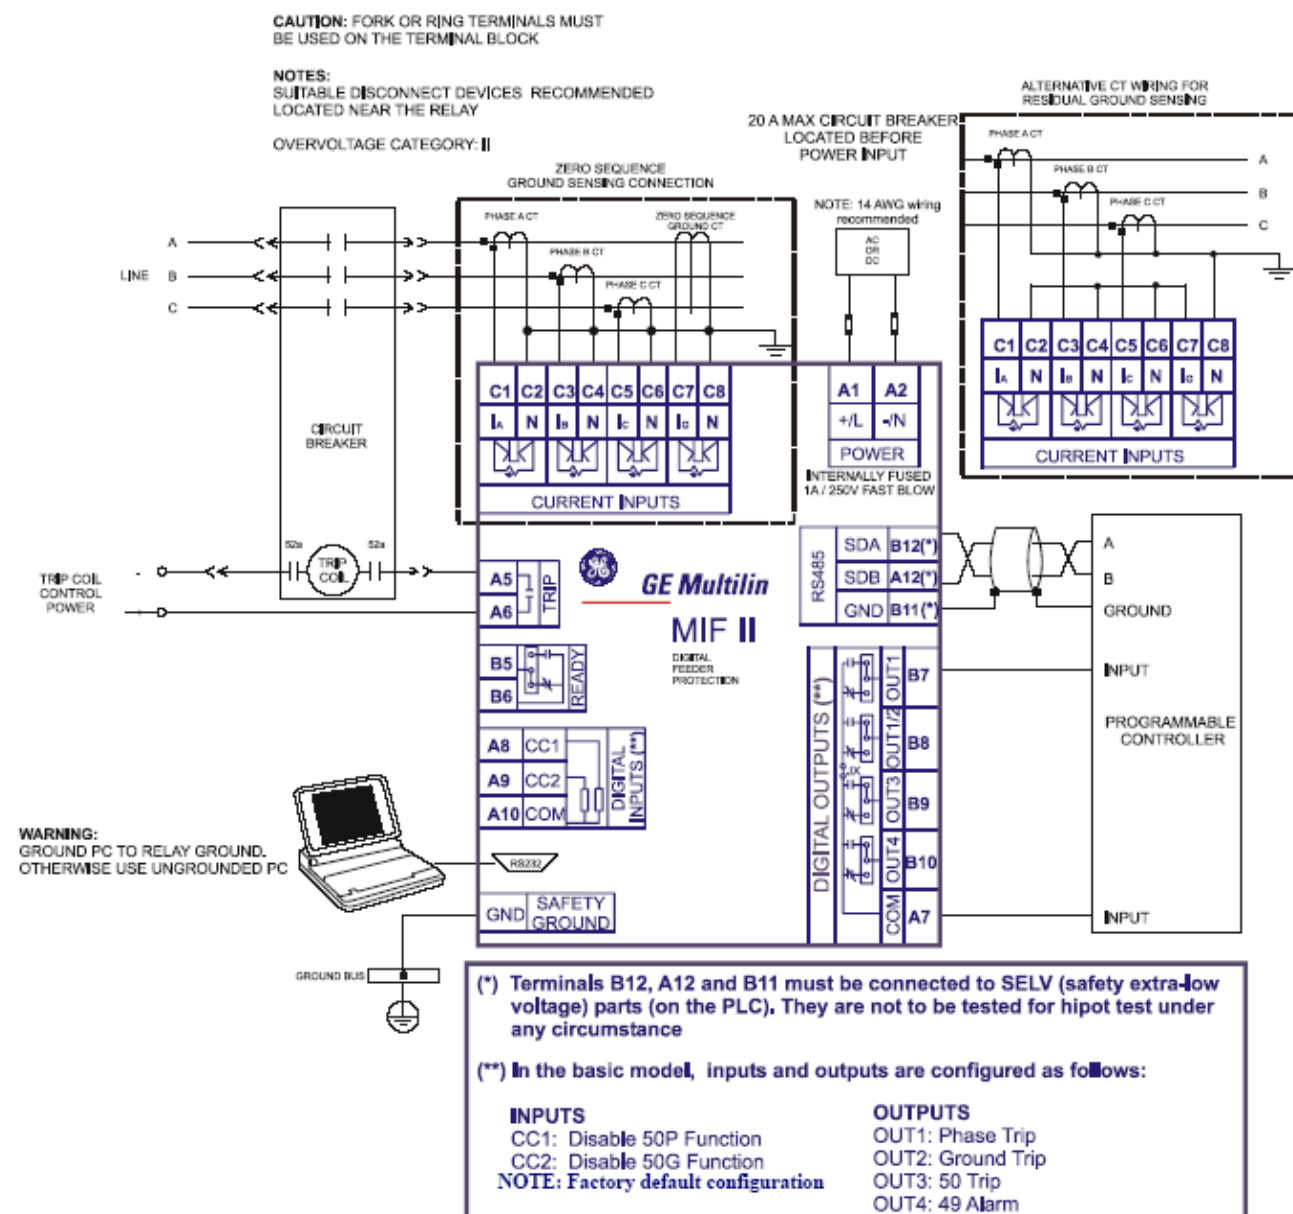 CAUTION: FORK OR RING TERMINALS MUST
BE USED ON THE TERMINAL BLOCK
NOTES:
SUITABLE DISCONNECT DEVICES RECOMMENDED
LOCATED NEAR THE RELAY
OVERVOLTAGE CATEGORY: II
ZERO SEQUENCE
GROUND SENSING CONNECTION
PHASE A CT
ZERO SEQUENCE
GROUND CT
PHASE B CT
PHASE C CT
A
LINE B
C
CIRCUIT
BREAKER
20 A MAX CIRCUIT BREAKER
LOCATED BEFORE
POWER INPUT
NOTE: 14 AWG wiring
recommended
AC
OR
DC
ALTERNATIVE CT WIRING FOR
RESIDUAL GROUND SENSING
PHASE A CT
A
PHASE B CT
B
PHASE C CT
C
C1 C2 C3 C4 C5 C6 C7 C8
IA N IB N IC N IG N
CURRENT INPUTS
C1 C2 C3 C4 C5 C6 C7 C8
IA N IB N IC N IG N
CURRENT INPUTS
A1 A2
+/L -/N
POWER
INTERNALLY FUSED
1A / 250V FAST BLOW
52a
TRIP
COIL
52a
TRIP COIL
CONTROL
POWER
-
+
A5
A6
TRIP
B5
B6
READY
A8 CC1
A9 CC2
A10 COM
DIGITAL
INPUTS (**)
GE Multilin
MIF II
DIGITAL
FEEDER
PROTECTION
RS485
SDA B12(*)
SDB A12(*)
GND B11(*)
A
B
GROUND
INPUT
PROGRAMMABLE
CONTROLLER
INPUT
DIGITAL OUTPUTS (**)
JX
OUT1 B7
OUT1/2 B8
OUT3 B9
OUT4 B10
COM A7
WARNING:
GROUND PC TO RELAY GROUND.
OTHERWISE USE UNGROUNDED PC
RS232
GND SAFETY
GROUND
GROUND BUS
(*) Terminals B12, A12 and B11 must be connected to SELV (safety extra-low
voltage) parts (on the PLC). They are not to be tested for hipot test under
any circumstance
(**) In the basic model, inputs and outputs are configured as follows:
INPUTS
CC1: Disable 50P Function
CC2: Disable 50G Function
NOTE: Factory default configuration
OUTPUTS
OUT1: Phase Trip
OUT2: Ground Trip
OUT3: 50 Trip
OUT4: 49 Alarm